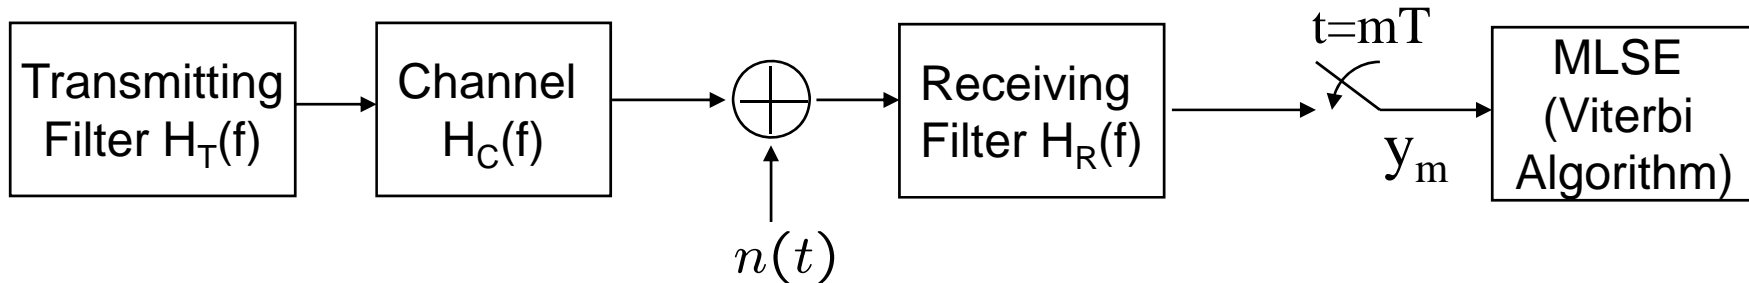 Transmitting
Filter H_T(f)
Channel
H_C(f)
n(t)
Receiving
Filter H_R(f)
t=mT
y_m
MLSE
(Viterbi
Algorithm)